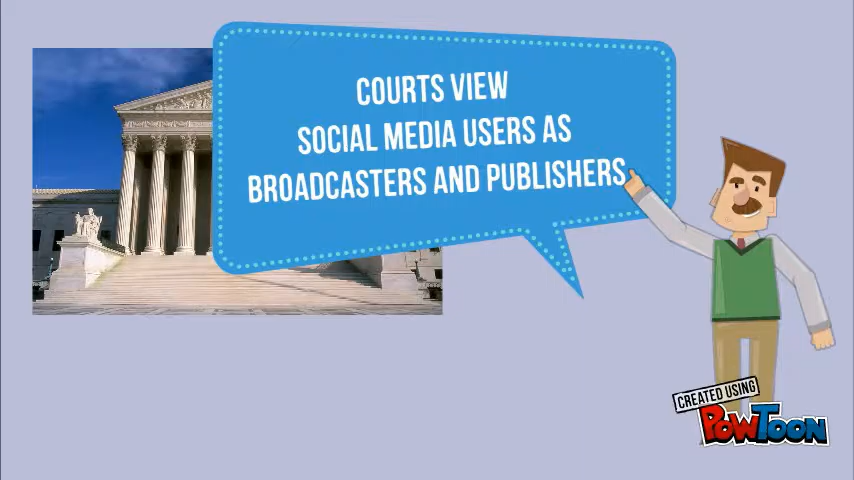 COURTS VIEW
SOCIAL MEDIA USERS AS
BROADCASTERS AND PUBLISHERS
CREATED USING
POWTOON